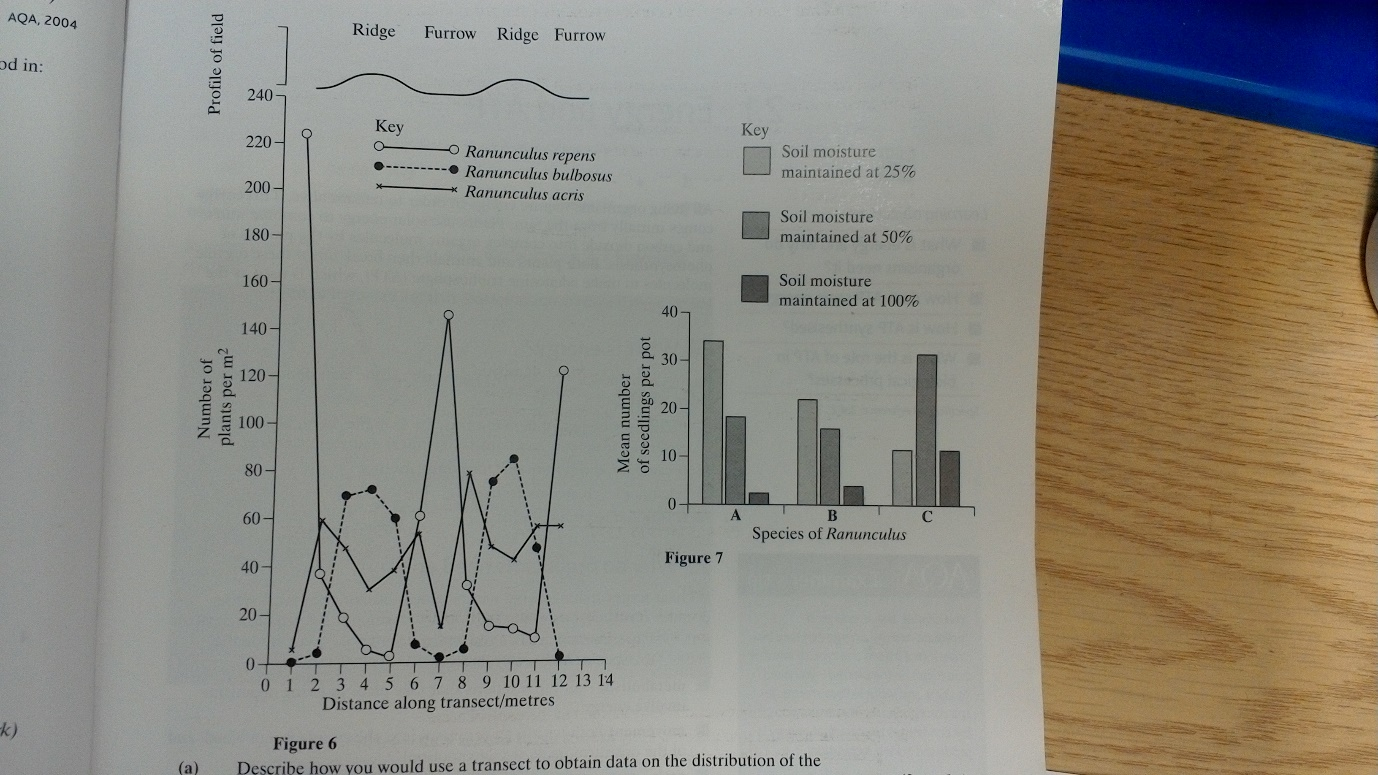 AQA, 2004
od in:
k)
Profile of field
Ridge Furrow Ridge Furrow
240
220
200
180
160
140
120
100
80
60
40
20
0
Number of
plants per m²
Key
Ranunculus repens
Ranunculus bulbosus
Ranunculus acris
0 1 2 3 4 5 6 7 8 9 10 11 12 13 14
Distance along transect/metres
Figure 6
Key
Soil moisture
maintained at 25%
Soil moisture
maintained at 50%
Soil moisture
maintained at 100%
40
30
20
10
0
Mean number
of seedlings per pot
A B C
Species of Ranunculus
Figure 7
(a) Describe how you would use a transect to obtain data on the distribution of the